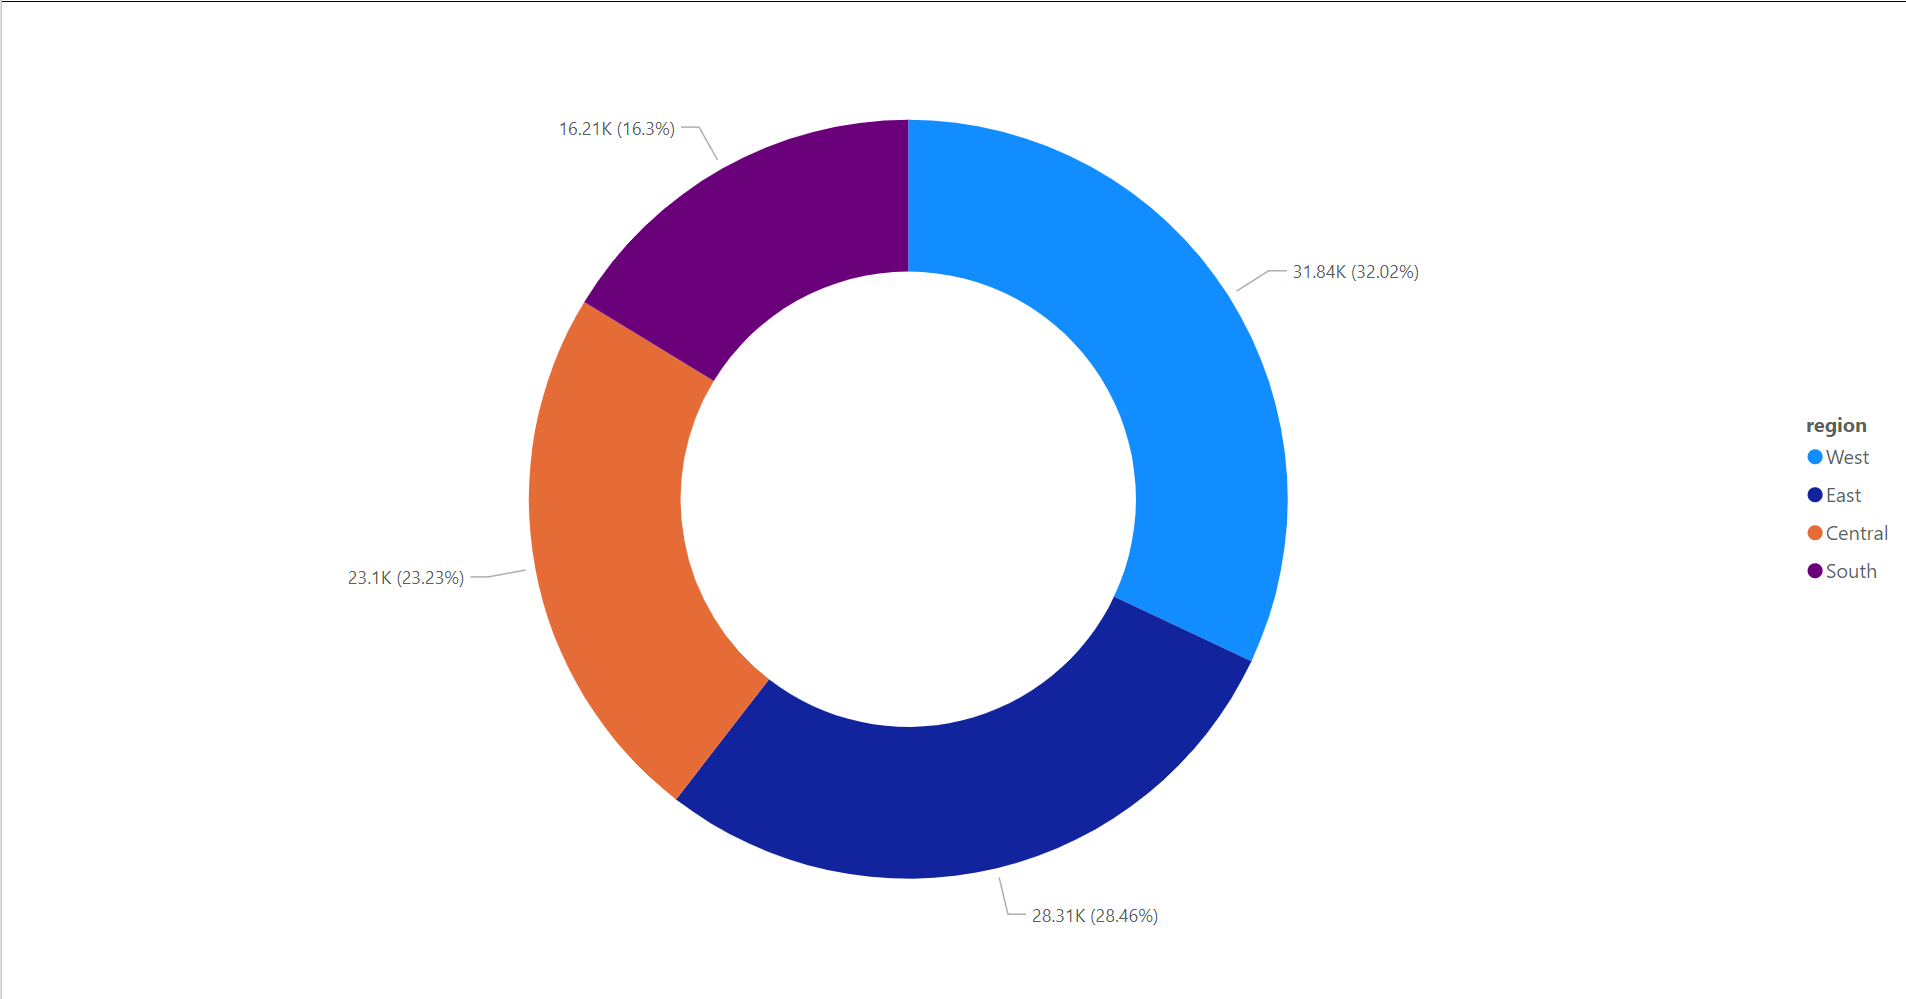 16.21K (16.3%)
31.84K (32.02%)
23.1K (23.23%)
28.31K (28.46%)
region
West
East
Central
South